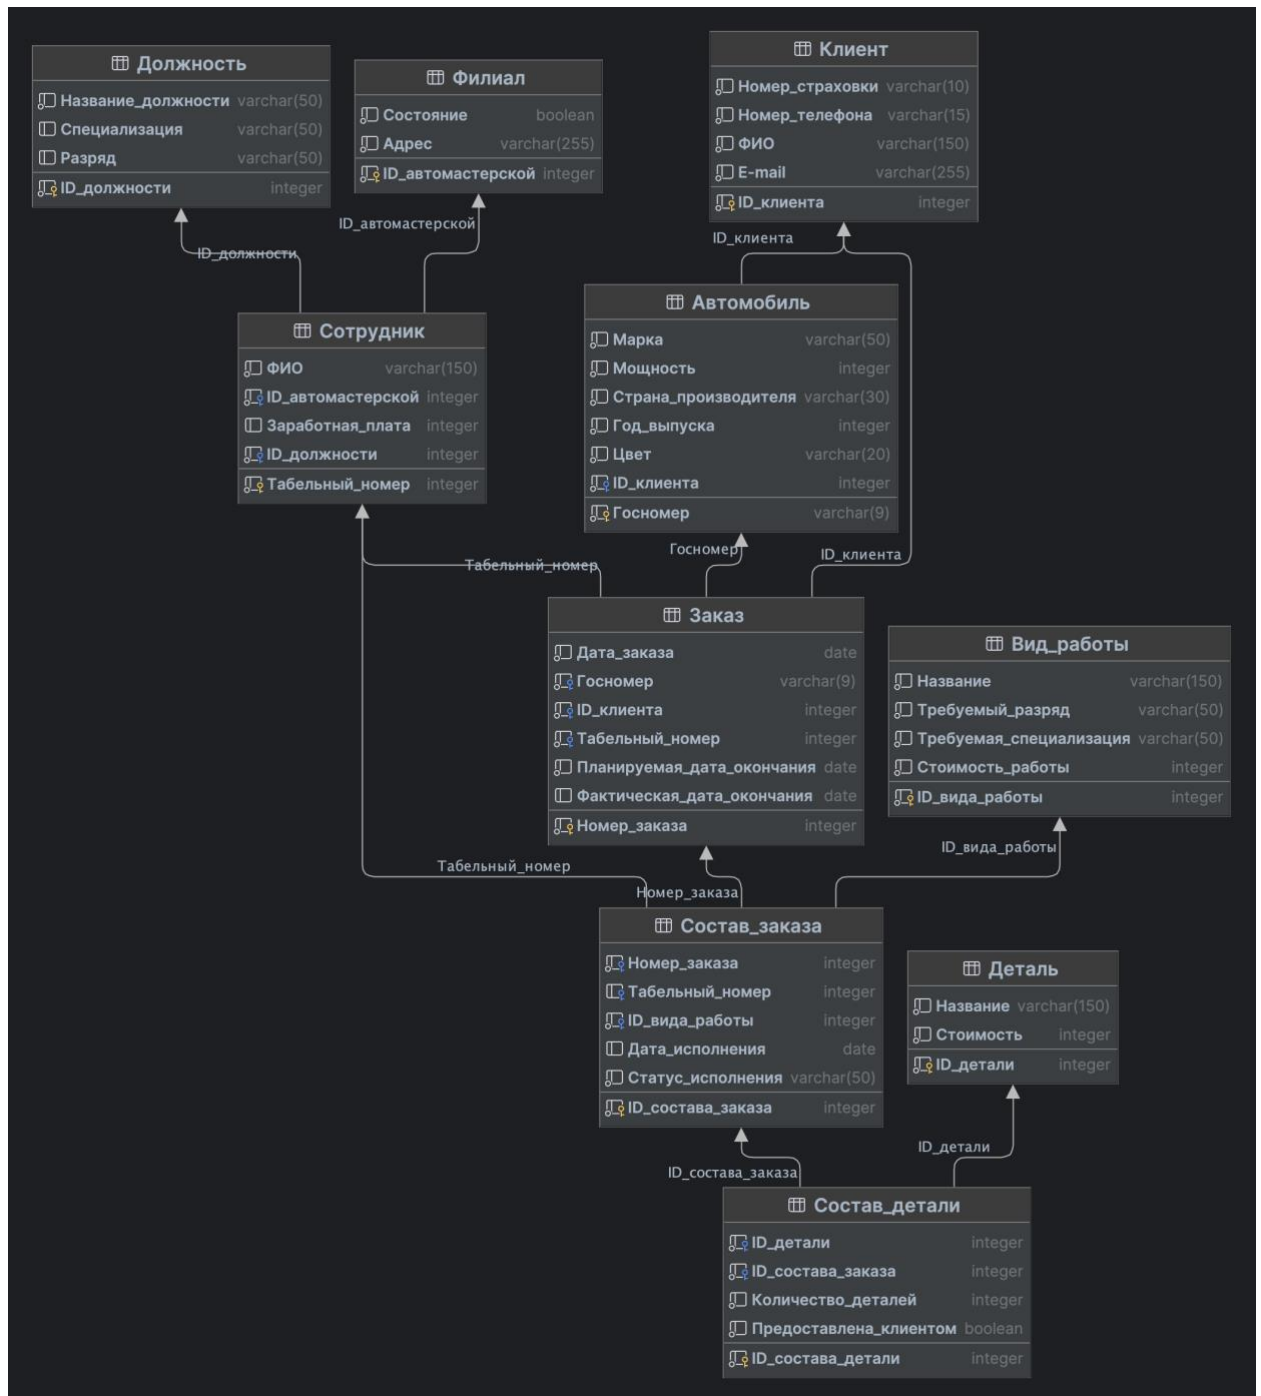 Должность
Название_должности varchar(50)
Специализация varchar(50)
Разряд varchar(50)
ID_должности integer
Филиал
Состояние boolean
Адрес varchar(255)
ID_автомастерской integer
Клиент
Номер_страховки varchar(10)
Номер_телефона varchar(15)
ФИО varchar(150)
E-mail varchar(255)
ID_клиента integer
ID_должности
ID_автомастерской
ID_клиента
Сотрудник
ФИО varchar(150)
ID_автомастерской integer
Заработная_плата integer
ID_должности integer
Табельный_номер integer
Автомобиль
Марка varchar(50)
Мощность integer
Страна_производителя varchar(30)
Год_выпуска integer
Цвет varchar(20)
ID_клиента integer
Госномер varchar(9)
Табельный_номер
Госномер
ID_клиента
Заказ
Дата_заказа date
Госномер varchar(9)
ID_клиента integer
Табельный_номер integer
Планируемая_дата_окончания date
Фактическая_дата_окончания date
Номер_заказа integer
Вид_работы
Название varchar(150)
Требуемый_разряд varchar(50)
Требуемая_специализация varchar(50)
Стоимость_работы integer
ID_вида_работы integer
Табельный_номер
Номер_заказа
ID_вида_работы
Состав_заказа
Номер_заказа integer
Табельный_номер integer
ID_вида_работы integer
Дата_исполнения date
Статус_исполнения varchar(50)
ID_состава_заказа integer
Деталь
Название varchar(150)
Стоимость integer
ID_детали integer
ID_состава_заказа
ID_детали
Состав_детали
ID_детали integer
ID_состава_заказа integer
Количество_деталей integer
Предоставлена_клиентом boolean
ID_состава_детали integer